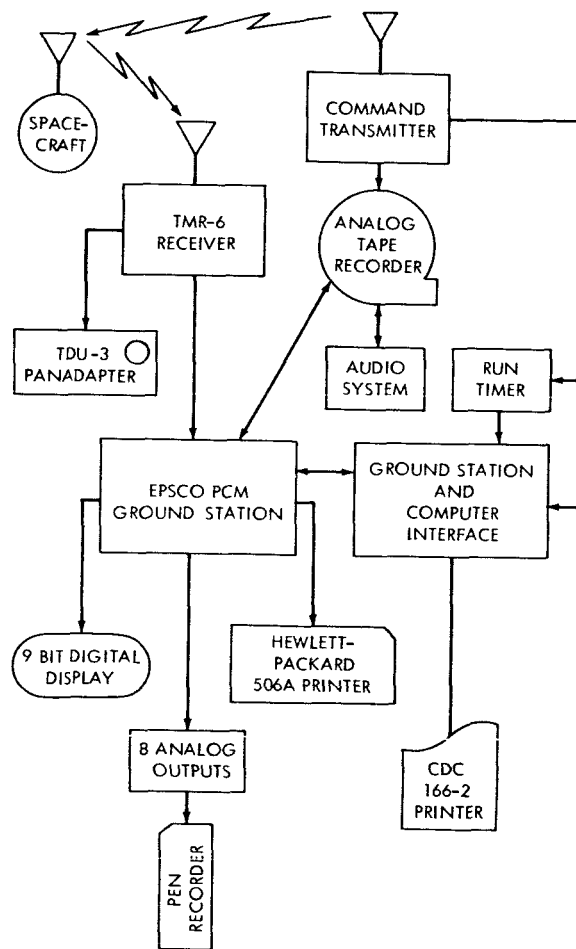 COMMAND
TRANSMITTER
SPACE-
CRAFT
TMR-6
RECEIVER
ANALOG
TAPE
RECORDER
TDU-3
PANADAPTER
AUDIO
SYSTEM
RUN
TIMER
EPSCO PCM
GROUND STATION
GROUND STATION
AND
COMPUTER
INTERFACE
9 BIT DIGITAL
DISPLAY
HEWLETT-
PACKARD
506A PRINTER
8 ANALOG
OUTPUTS
CDC
166-2
PRINTER
PEN
RECORDER